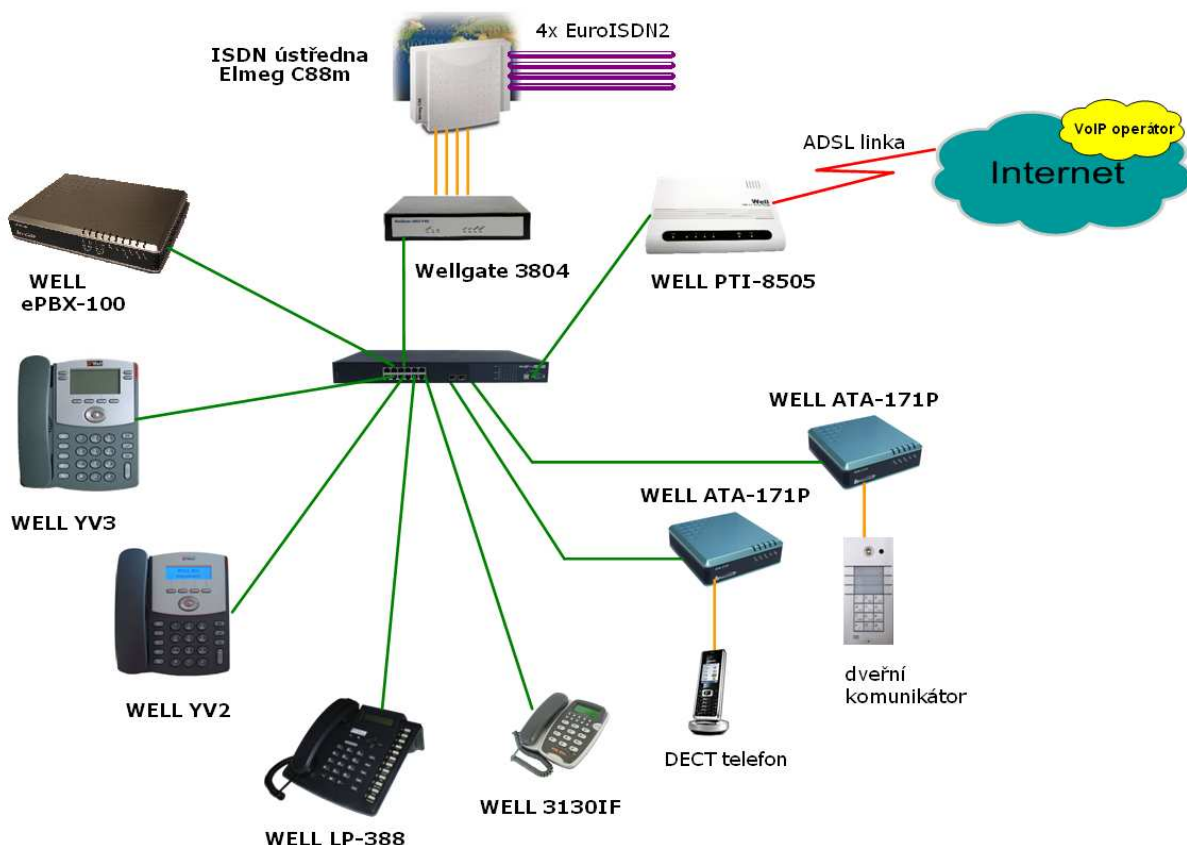 ISDN ústředna
Elmeg C88m
4x EuroISDN2
VoIP operátor
ADSL linka
Internet
Well
WELL
ePBX-100
Wellgate 3804
WELL PTI-8505
WELL ATA-171P
WELL ATA-171P
WELL YV3
WELL YV2
dveřní
komunikátor
DECT telefon
WELL 3130IF
WELL LP-388